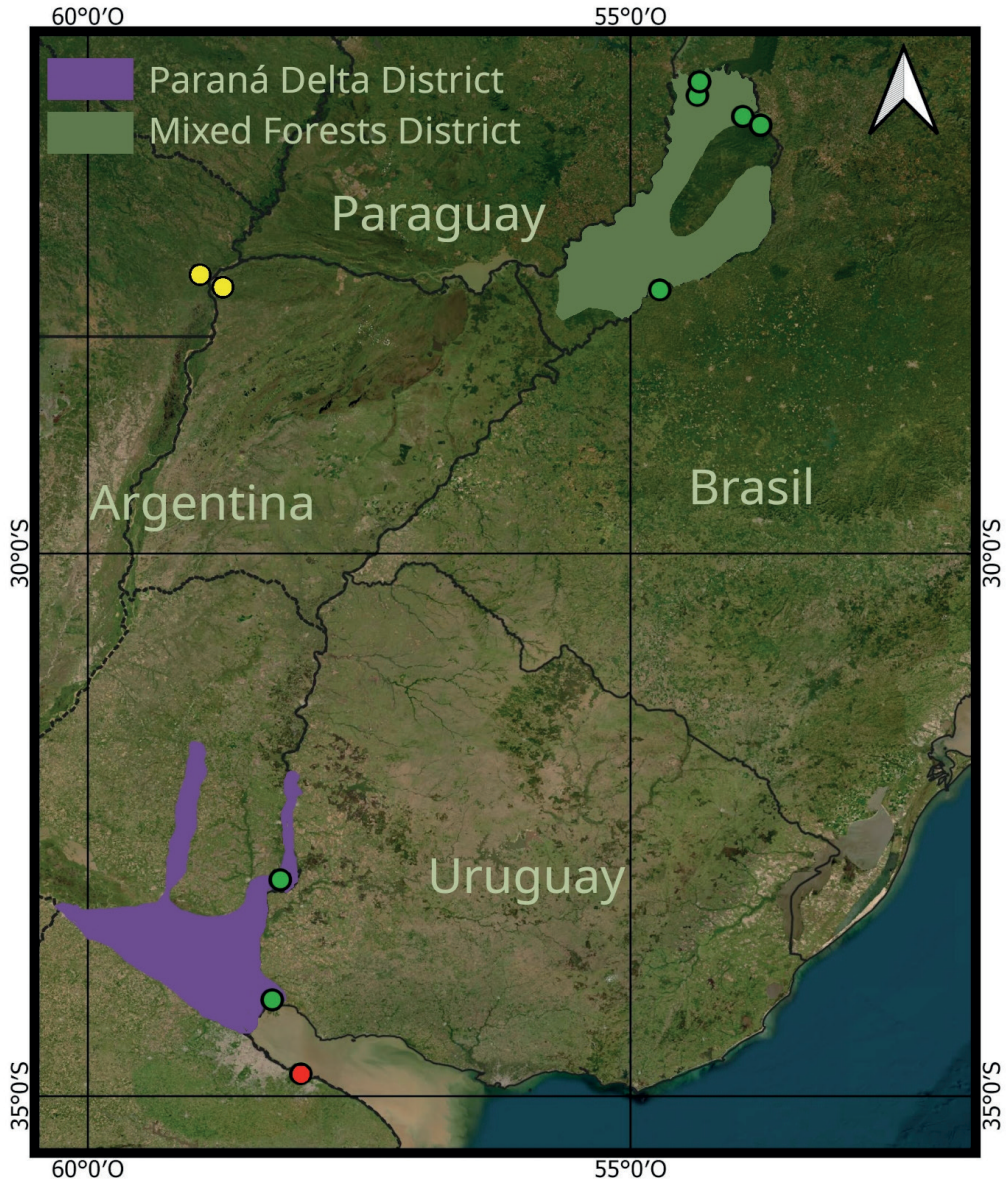 60°0’O 55°0’O
Paraná Delta District
Mixed Forests District
Paraguay
Argentina
Brasil
30°0’S 30°0’S
Uruguay
35°0’S 35°0’S
60°0’O 55°0’O